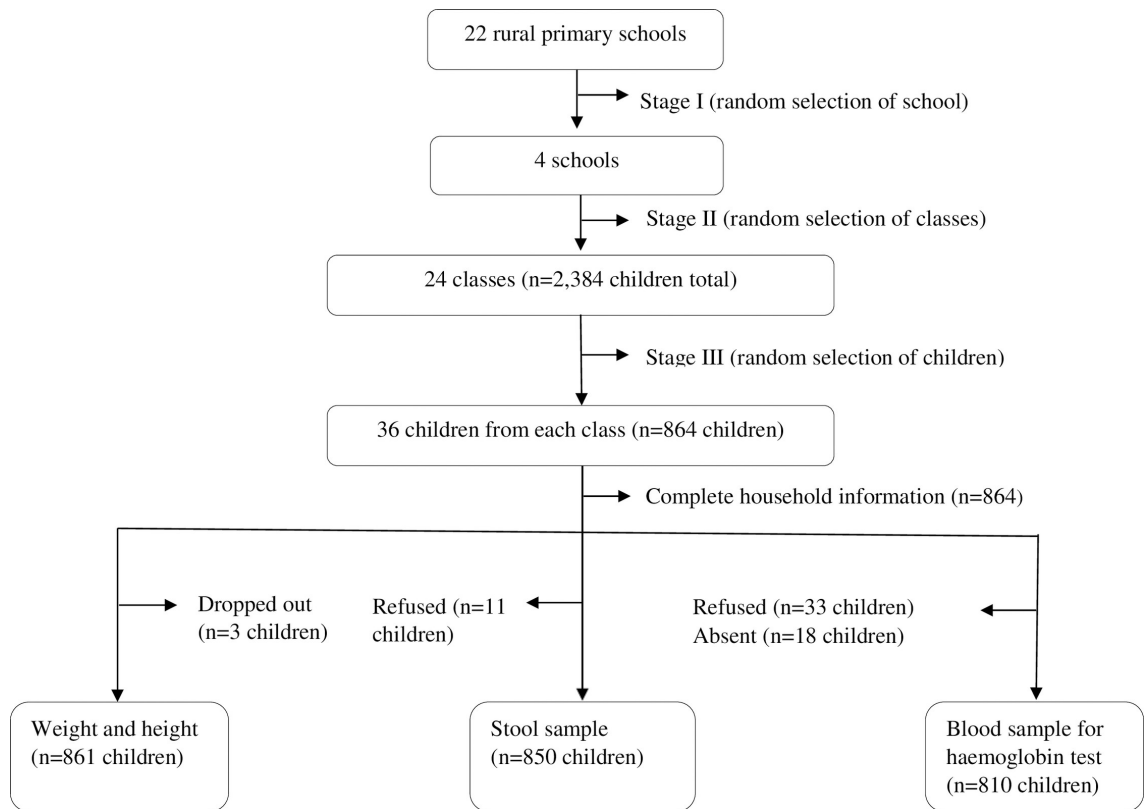 22 rural primary schools
Stage I (random selection of school)
4 schools
Stage II (random selection of classes)
24 classes (n=2,384 children total)
Stage III (random selection of children)
36 children from each class (n=864 children)
Complete household information (n=864)
Dropped out
(n=3 children)
Refused (n=11
children)
Refused (n=33 children)
Absent (n=18 children)
Weight and height
(n=861 children)
Stool sample
(n=850 children)
Blood sample for
haemoglobin test
(n=810 children)